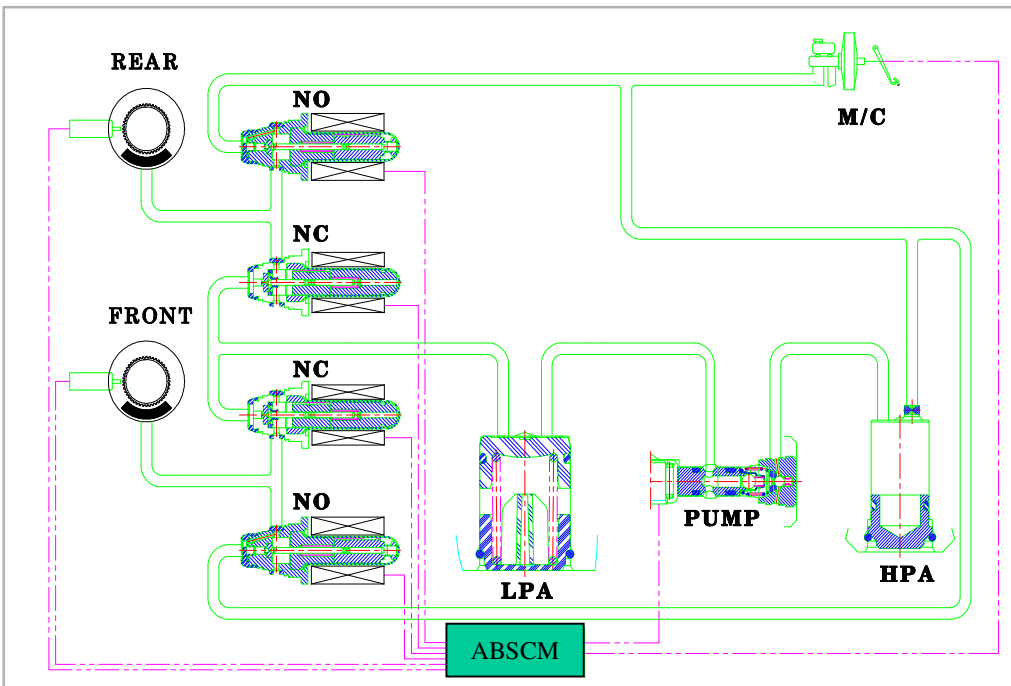 REAR
NO
M/C
NC
FRONT
NC
NO
PUMP
HPA
LPA
ABSCM